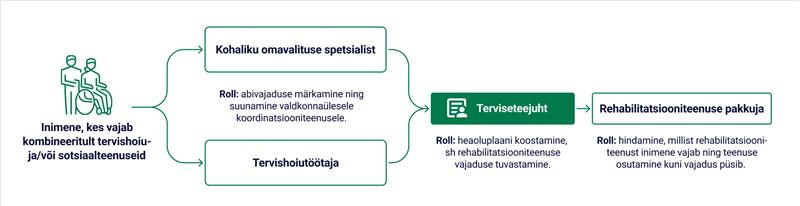 Inimene, kes vajab
kombineeritult tervishoiu-
ja/või sotsiaalteenuseid
Kohaliku omavalituse spetsialist
Roll: abivajaduse märkamine ning
suunamine valdkonnaülesele
koordinatsiooniteenusele.
Tervishoiutöötaja
Terviseteejuht
Roll: heaoluplaani koostamine,
sh rehabilitatsiooniteenuse
vajaduse tuvastamine.
Rehabilitatsiooniteenuse pakkuja
Roll: hindamine, millist rehabilitatsiooni-
teenust inimene vajab ning teenuse
osutamine kuni vajadus püsib.